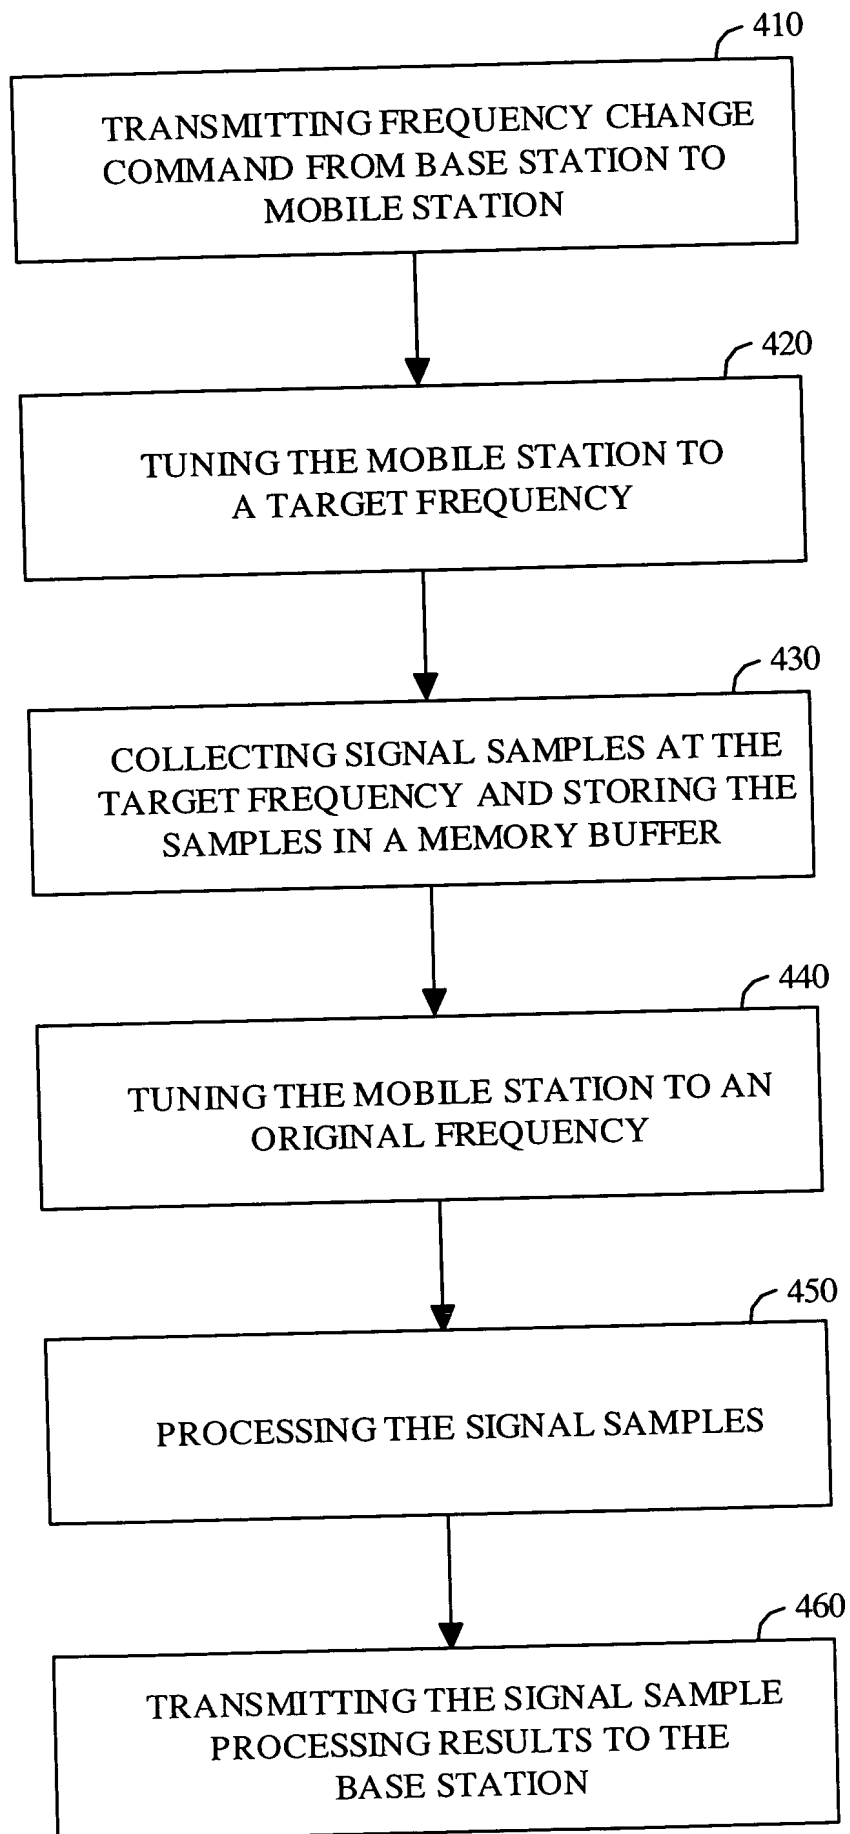 410
TRANSMITTING FREQUENCY CHANGE
COMMAND FROM BASE STATION TO
MOBILE STATION
420
TUNING THE MOBILE STATION TO
A TARGET FREQUENCY
430
COLLECTING SIGNAL SAMPLES AT THE
TARGET FREQUENCY AND STORING THE
SAMPLES IN A MEMORY BUFFER
440
TUNING THE MOBILE STATION TO AN
ORIGINAL FREQUENCY
450
PROCESSING THE SIGNAL SAMPLES
460
TRANSMITTING THE SIGNAL SAMPLE
PROCESSING RESULTS TO THE
BASE STATION